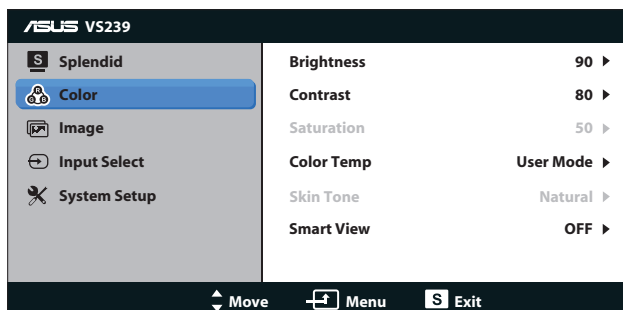 ASUS VS239
S Splendid
R G B Color
Image
Input Select
System Setup
Brightness 90
Contrast 80
Saturation 50
Color Temp User Mode
Skin Tone Natural
Smart View OFF
Move Menu S Exit